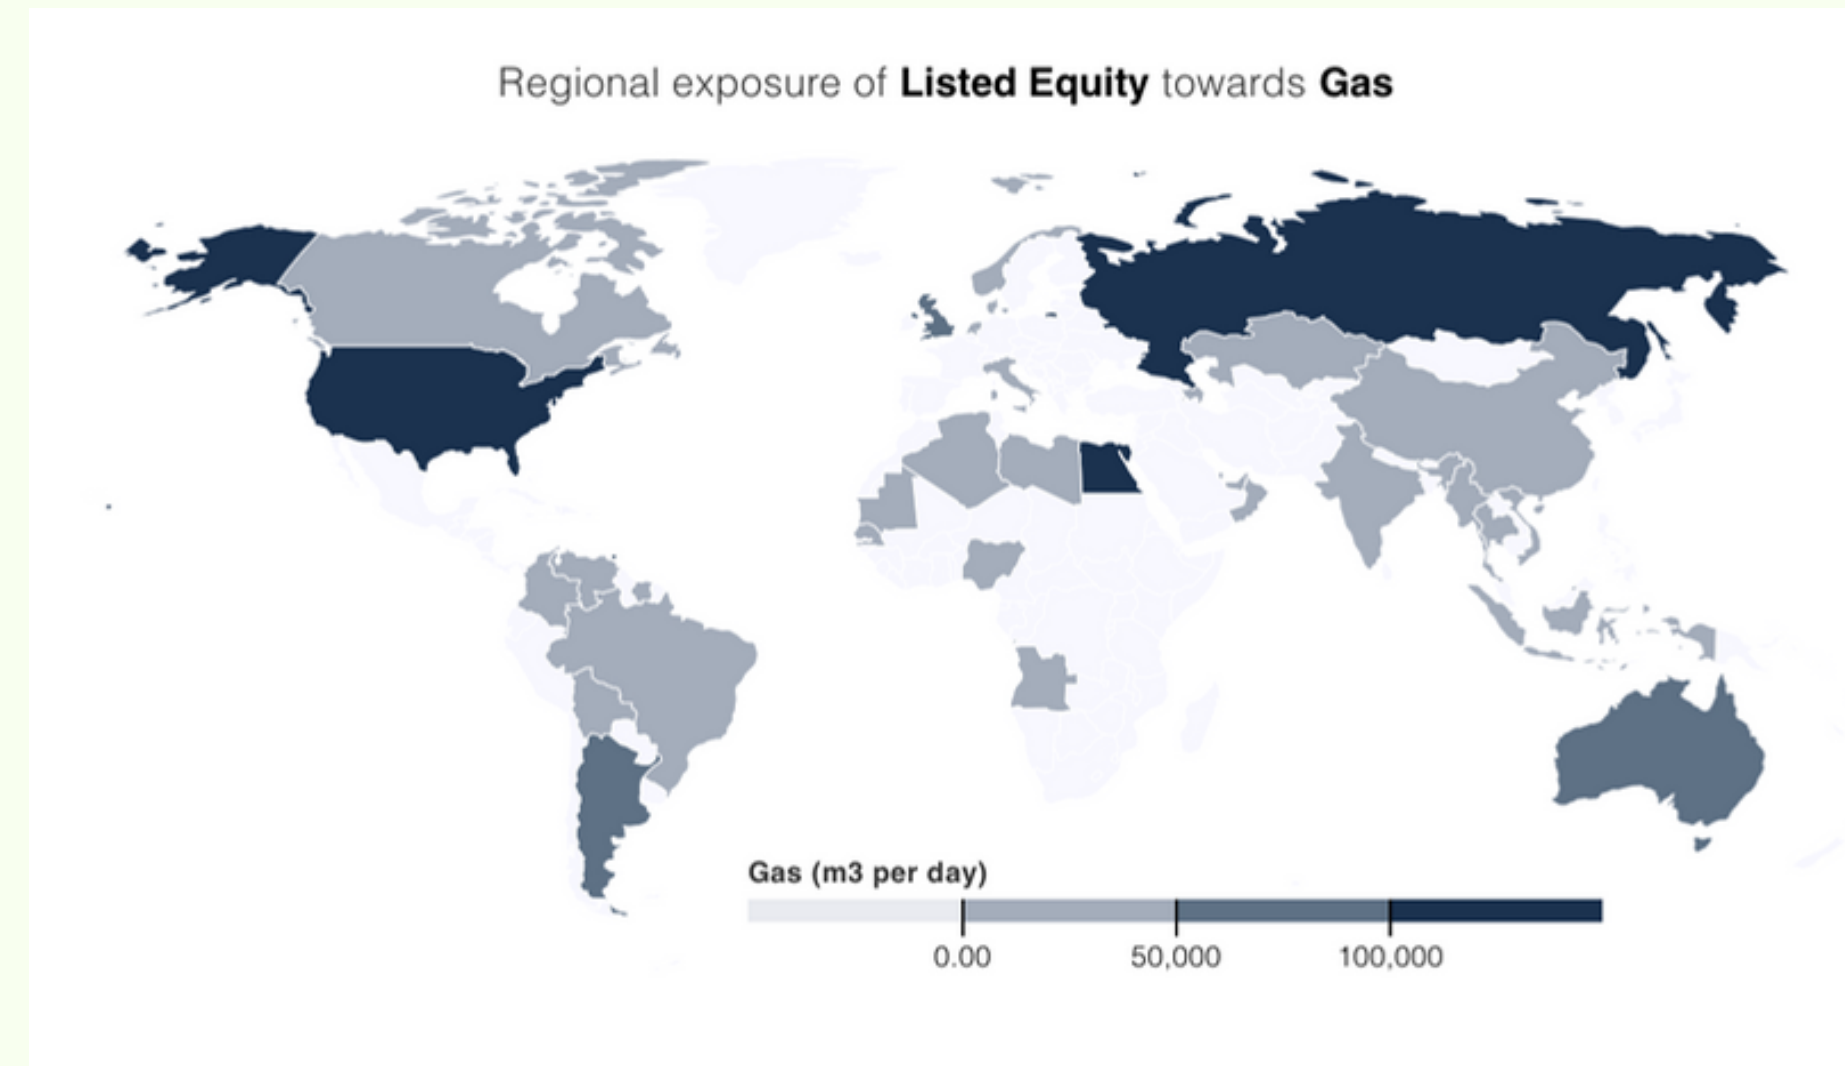 Regional exposure of Listed Equity towards Gas
Gas (m3 per day)
0.00 50,000 100,000